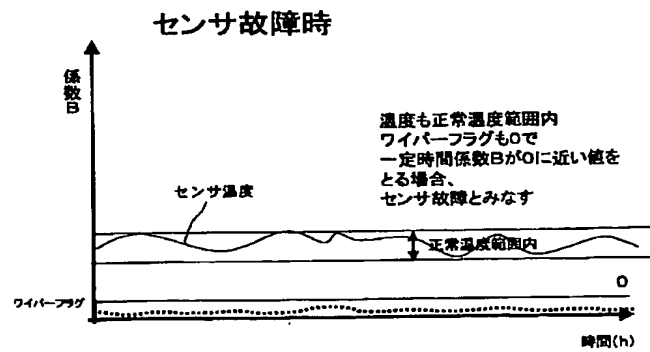 センサ故障時
係数B
温度も正常温度範囲内
ワイパーフラグも0で
一定時間係数Bが0に近い値を
とる場合、
センサ故障とみなす
センサ温度
正常温度範囲内
0
ワイパーフラグ
時間(h)